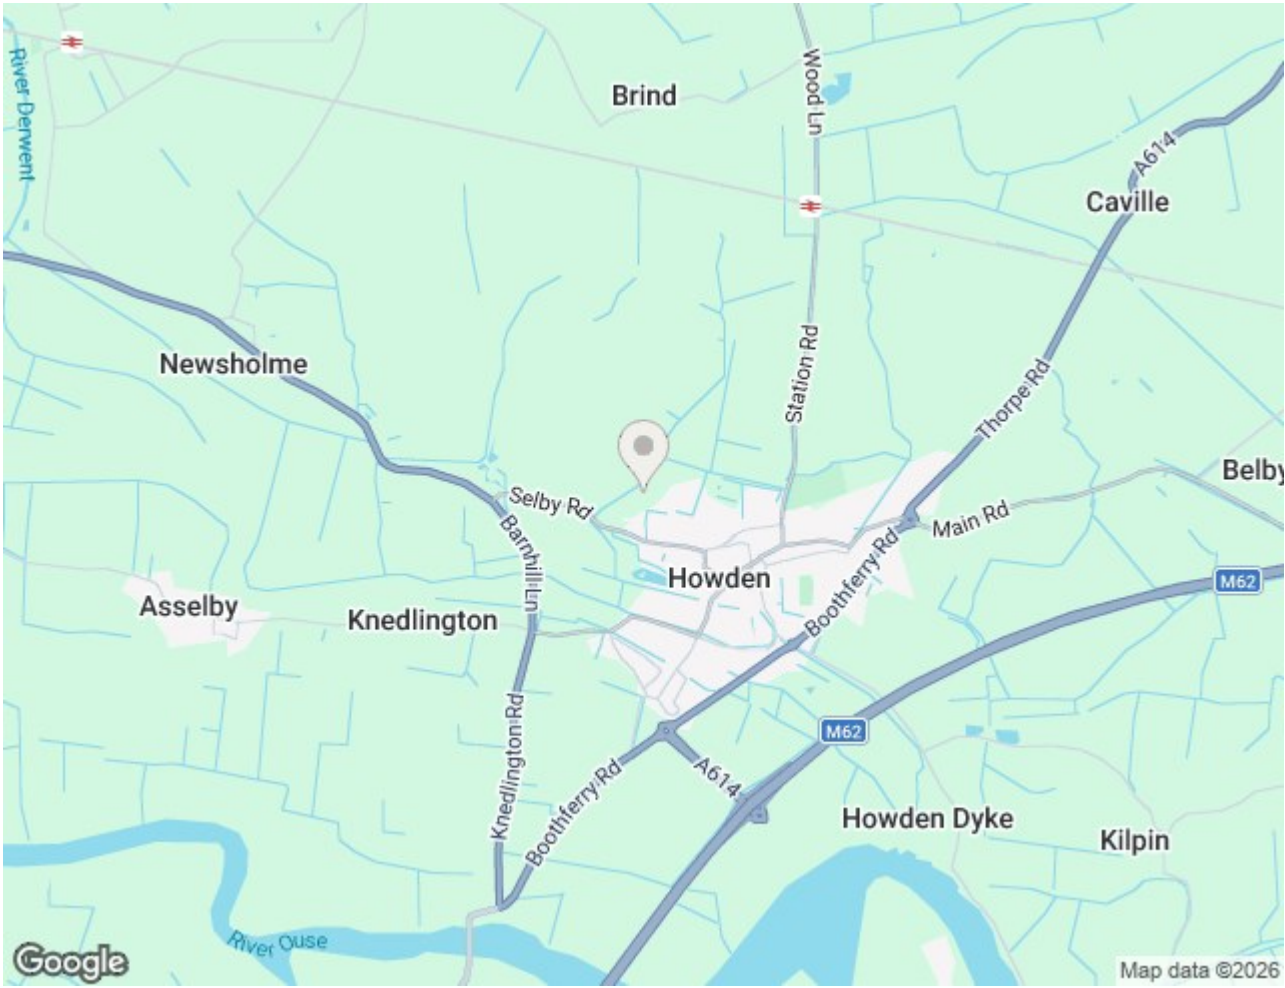 Brind
River Derwent
Wood Ln
A614
Caville
Newsholme
Station Rd
Thorpe Rd
Belby
Selby Rd
Main Rd
Barnhill Ln
Howden
Boothferry Rd
M62
Asselby
Knedlington
Knedlington Rd
M62
A614
Boothferry Rd
Howden Dyke
Kilpin
River Ouse
Google
Map data ©2026